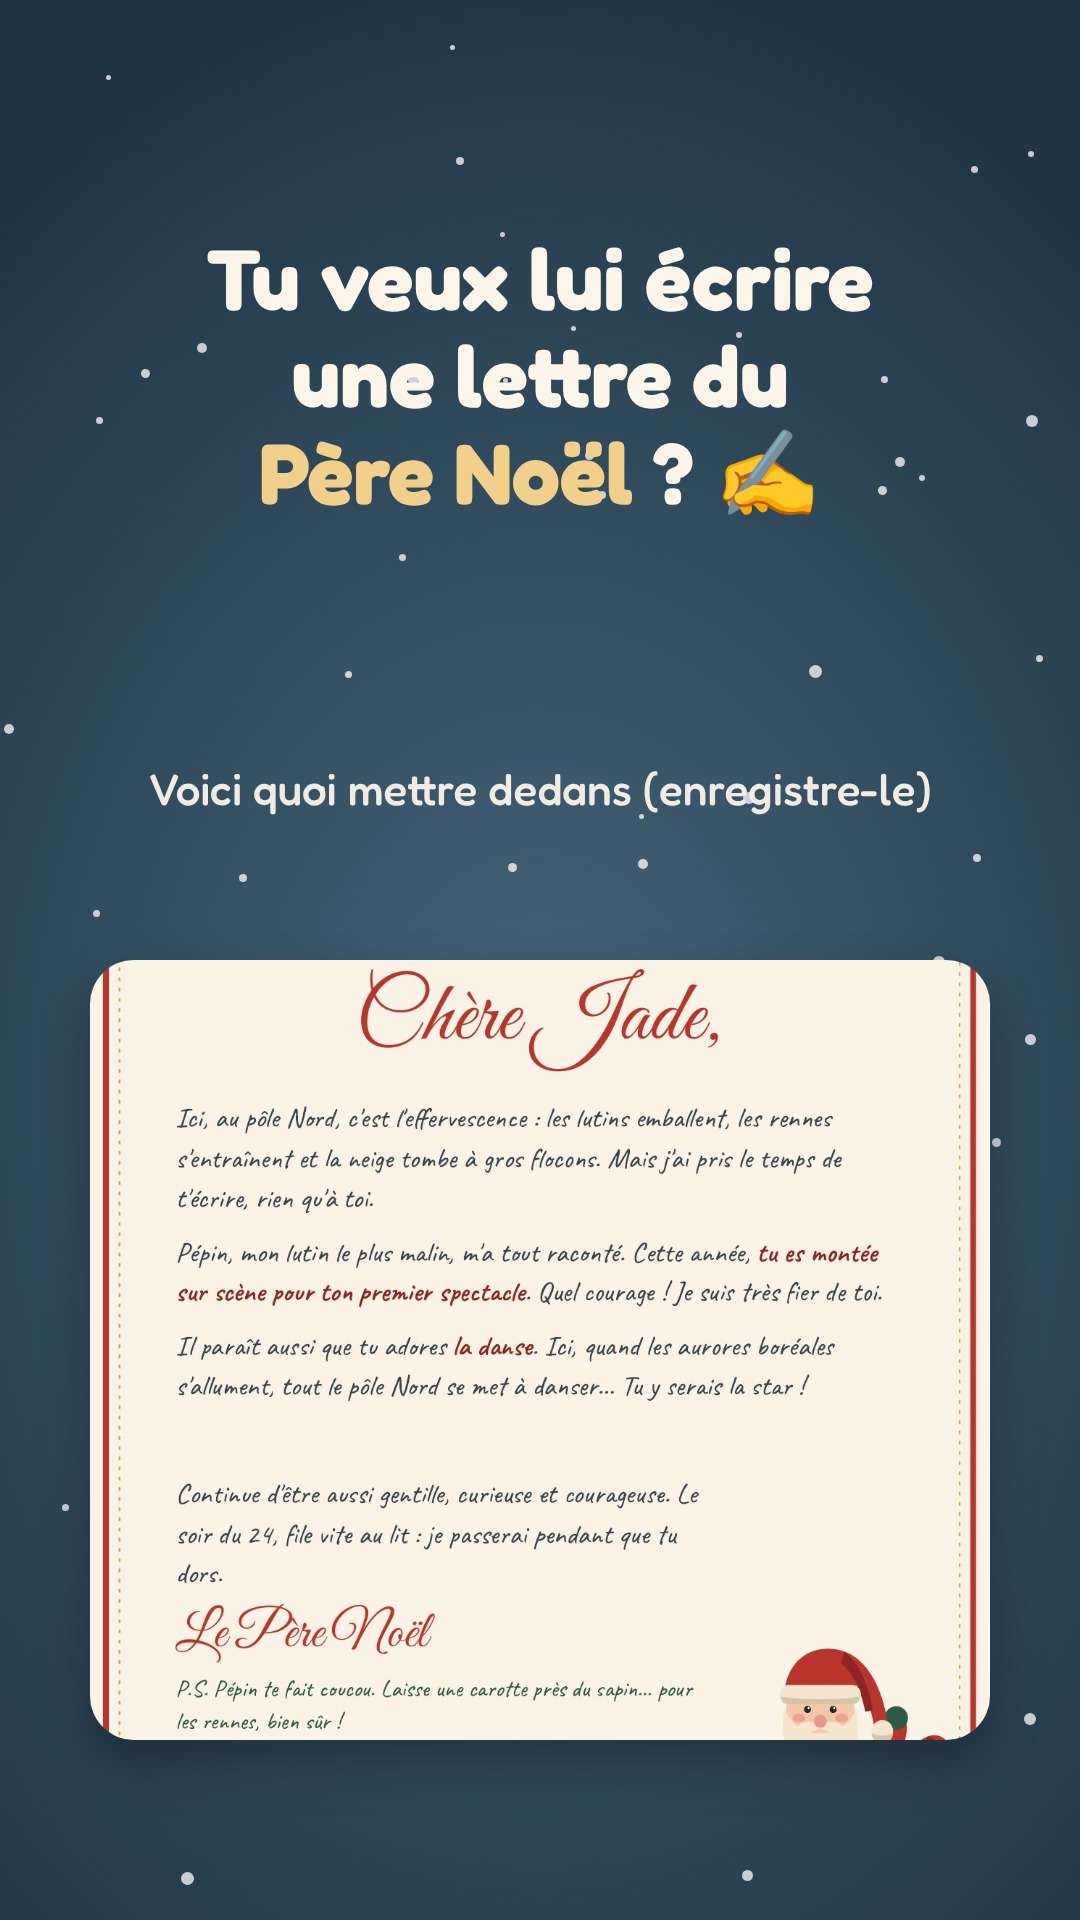 Tu veux lui écrire
une lettre du
Père Noël ? ✍️
Voici quoi mettre dedans (enregistre-le)
Chère Jade,
Ici, au pôle Nord, c'est l'effervescence : les lutins emballent, les rennes
s'entraînent et la neige tombe à gros flocons. Mais j'ai pris le temps de
t'écrire, rien qu'à toi.
Pépin, mon lutin le plus malin, m'a tout raconté. Cette année, tu es montée
sur scène pour ton premier spectacle. Quel courage ! Je suis très fier de toi.
Il paraît aussi que tu adores la danse. Ici, quand les aurores boréales
s'allument, tout le pôle Nord se met à danser... Tu y serais la star !
Continue d'être aussi gentille, curieuse et courageuse. Le
soir du 24, file vite au lit : je passerai pendant que tu
dors.
Le Père Noël
P.S. Pépin te fait coucou. Laisse une carotte près du sapin... pour
les rennes, bien sûr !